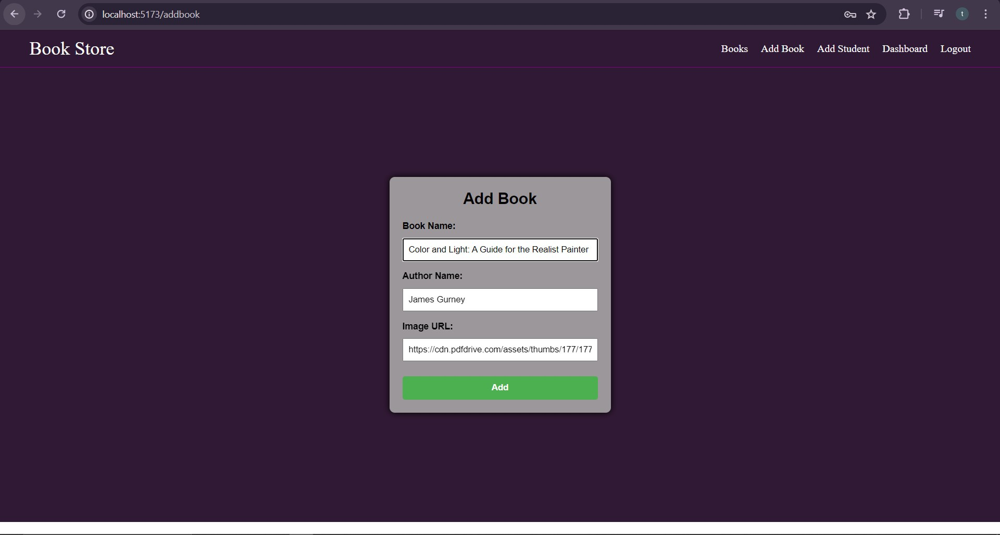 localhost:5173/addbook
t
Book Store
Books Add Book Add Student Dashboard Logout
Add Book
Book Name:
Color and Light: A Guide for the Realist Painter
Author Name:
James Gurney
Image URL:
https://cdn.pdfdrive.com/assets/thumbs/177/177
Add